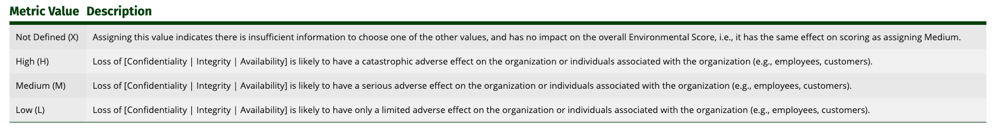 Metric Value Description
Not Defined (X) Assigning this value indicates there is insufficient information to choose one of the other values, and has no impact on the overall Environmental Score, i.e., it has the same effect on scoring as assigning Medium.
High (H) Loss of [Confidentiality | Integrity | Availability] is likely to have a catastrophic adverse effect on the organization or individuals associated with the organization (e.g., employees, customers).
Medium (M) Loss of [Confidentiality | Integrity | Availability] is likely to have a serious adverse effect on the organization or individuals associated with the organization (e.g., employees, customers).
Low (L) Loss of [Confidentiality | Integrity | Availability] is likely to have only a limited adverse effect on the organization or individuals associated with the organization (e.g., employees, customers).